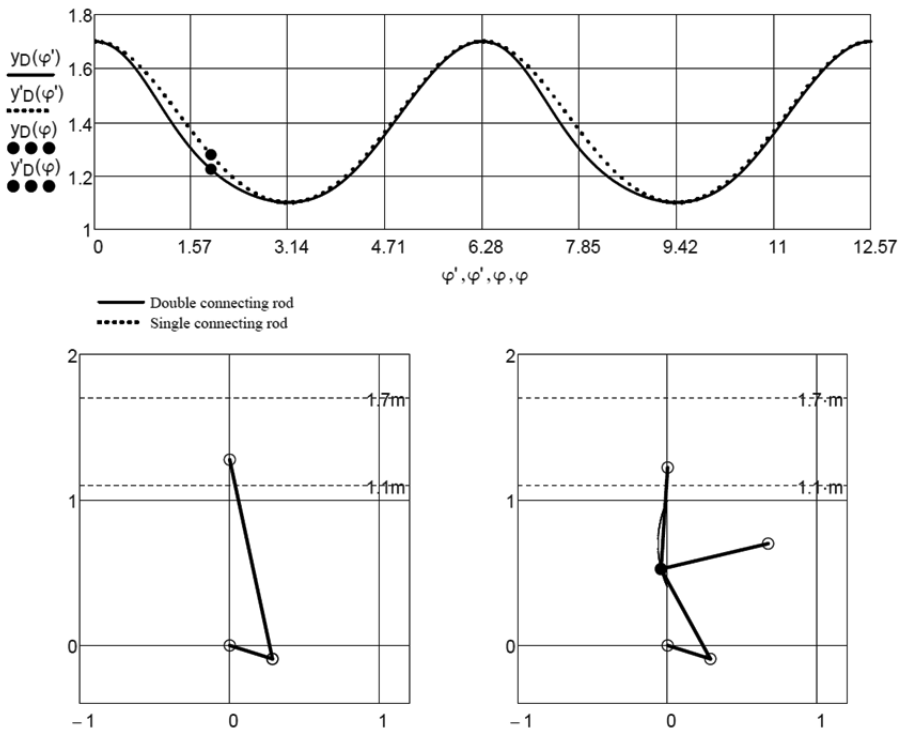 1.8
1.6
1.4
1.2
1
yD(φ')
y'D(φ')
yD(φ)
y'D(φ)
0 1.57 3.14 4.71 6.28 7.85 9.42 11 12.57
φ',φ',φ,φ
Double connecting rod
Single connecting rod
2
1.7m
1.1m
1
0
−1 0 1
2
1.7·m
1.1·m
1
0
−1 0 1